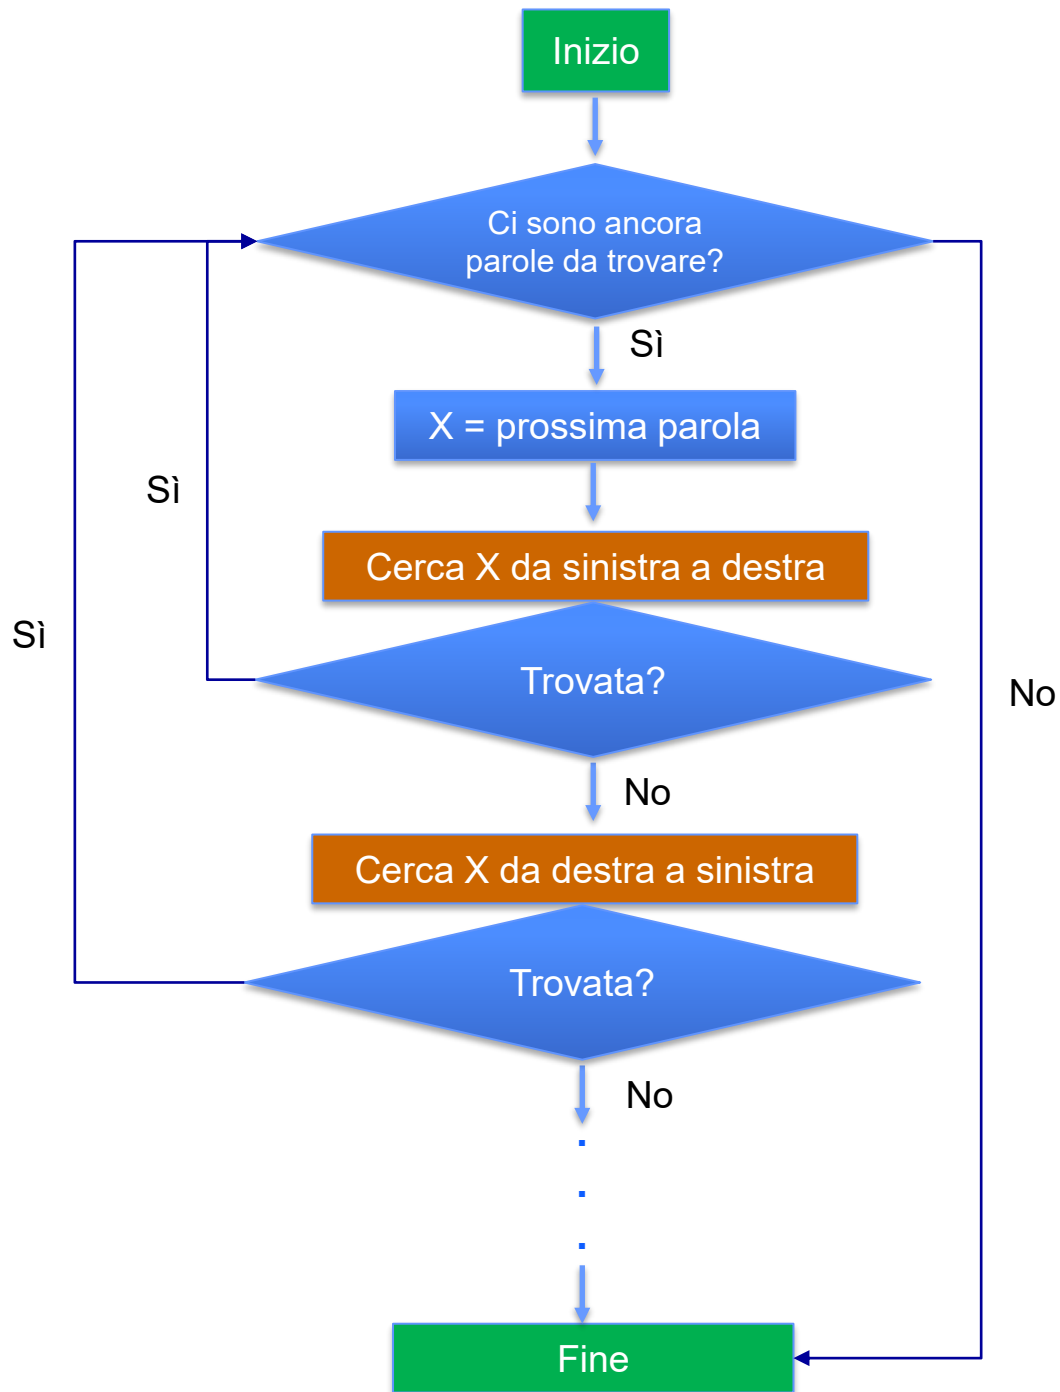 Inizio
Ci sono ancora
parole da trovare?
Sì
X = prossima parola
Sì
Cerca X da sinistra a destra
Sì
Trovata?
No
No
Cerca X da destra a sinistra
Trovata?
No
.
.
.
Fine